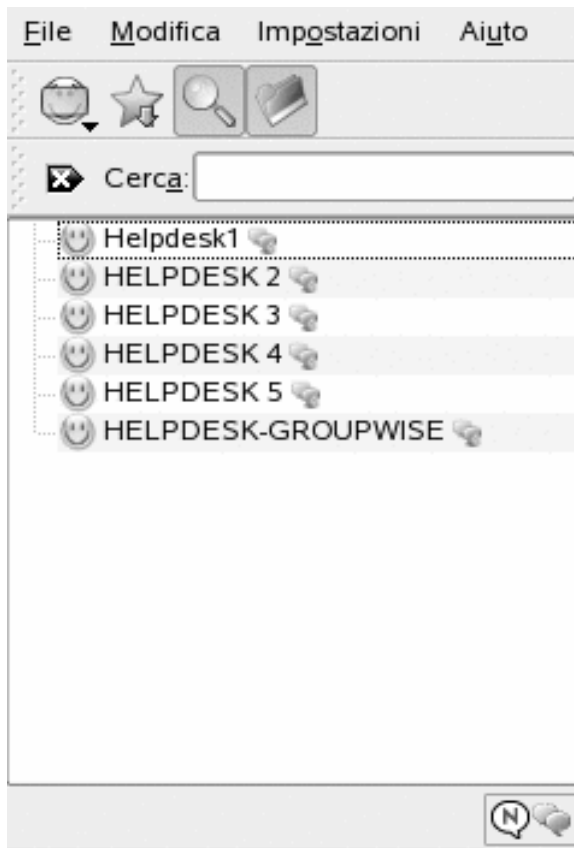 File Modifica Impostazioni Aiuto
Cerca:
Helpdesk1
HELPDESK 2
HELPDESK 3
HELPDESK 4
HELPDESK 5
HELPDESK-GROUPWISE
N